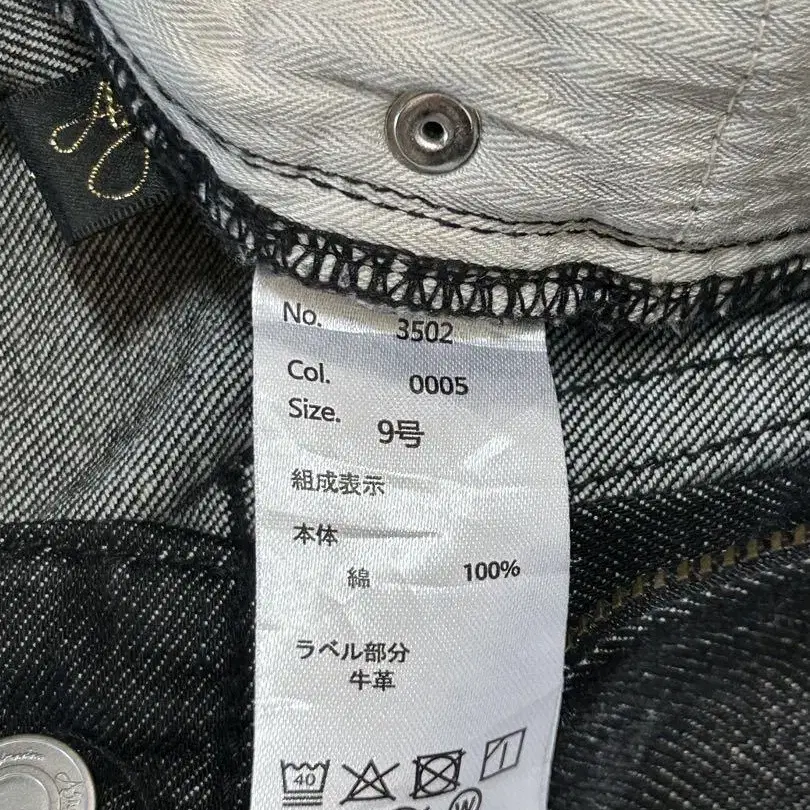 No. 3502
Col. 0005
Size. 9号
組成表示
本体
綿 100%
ラベル部分
牛革
40
W